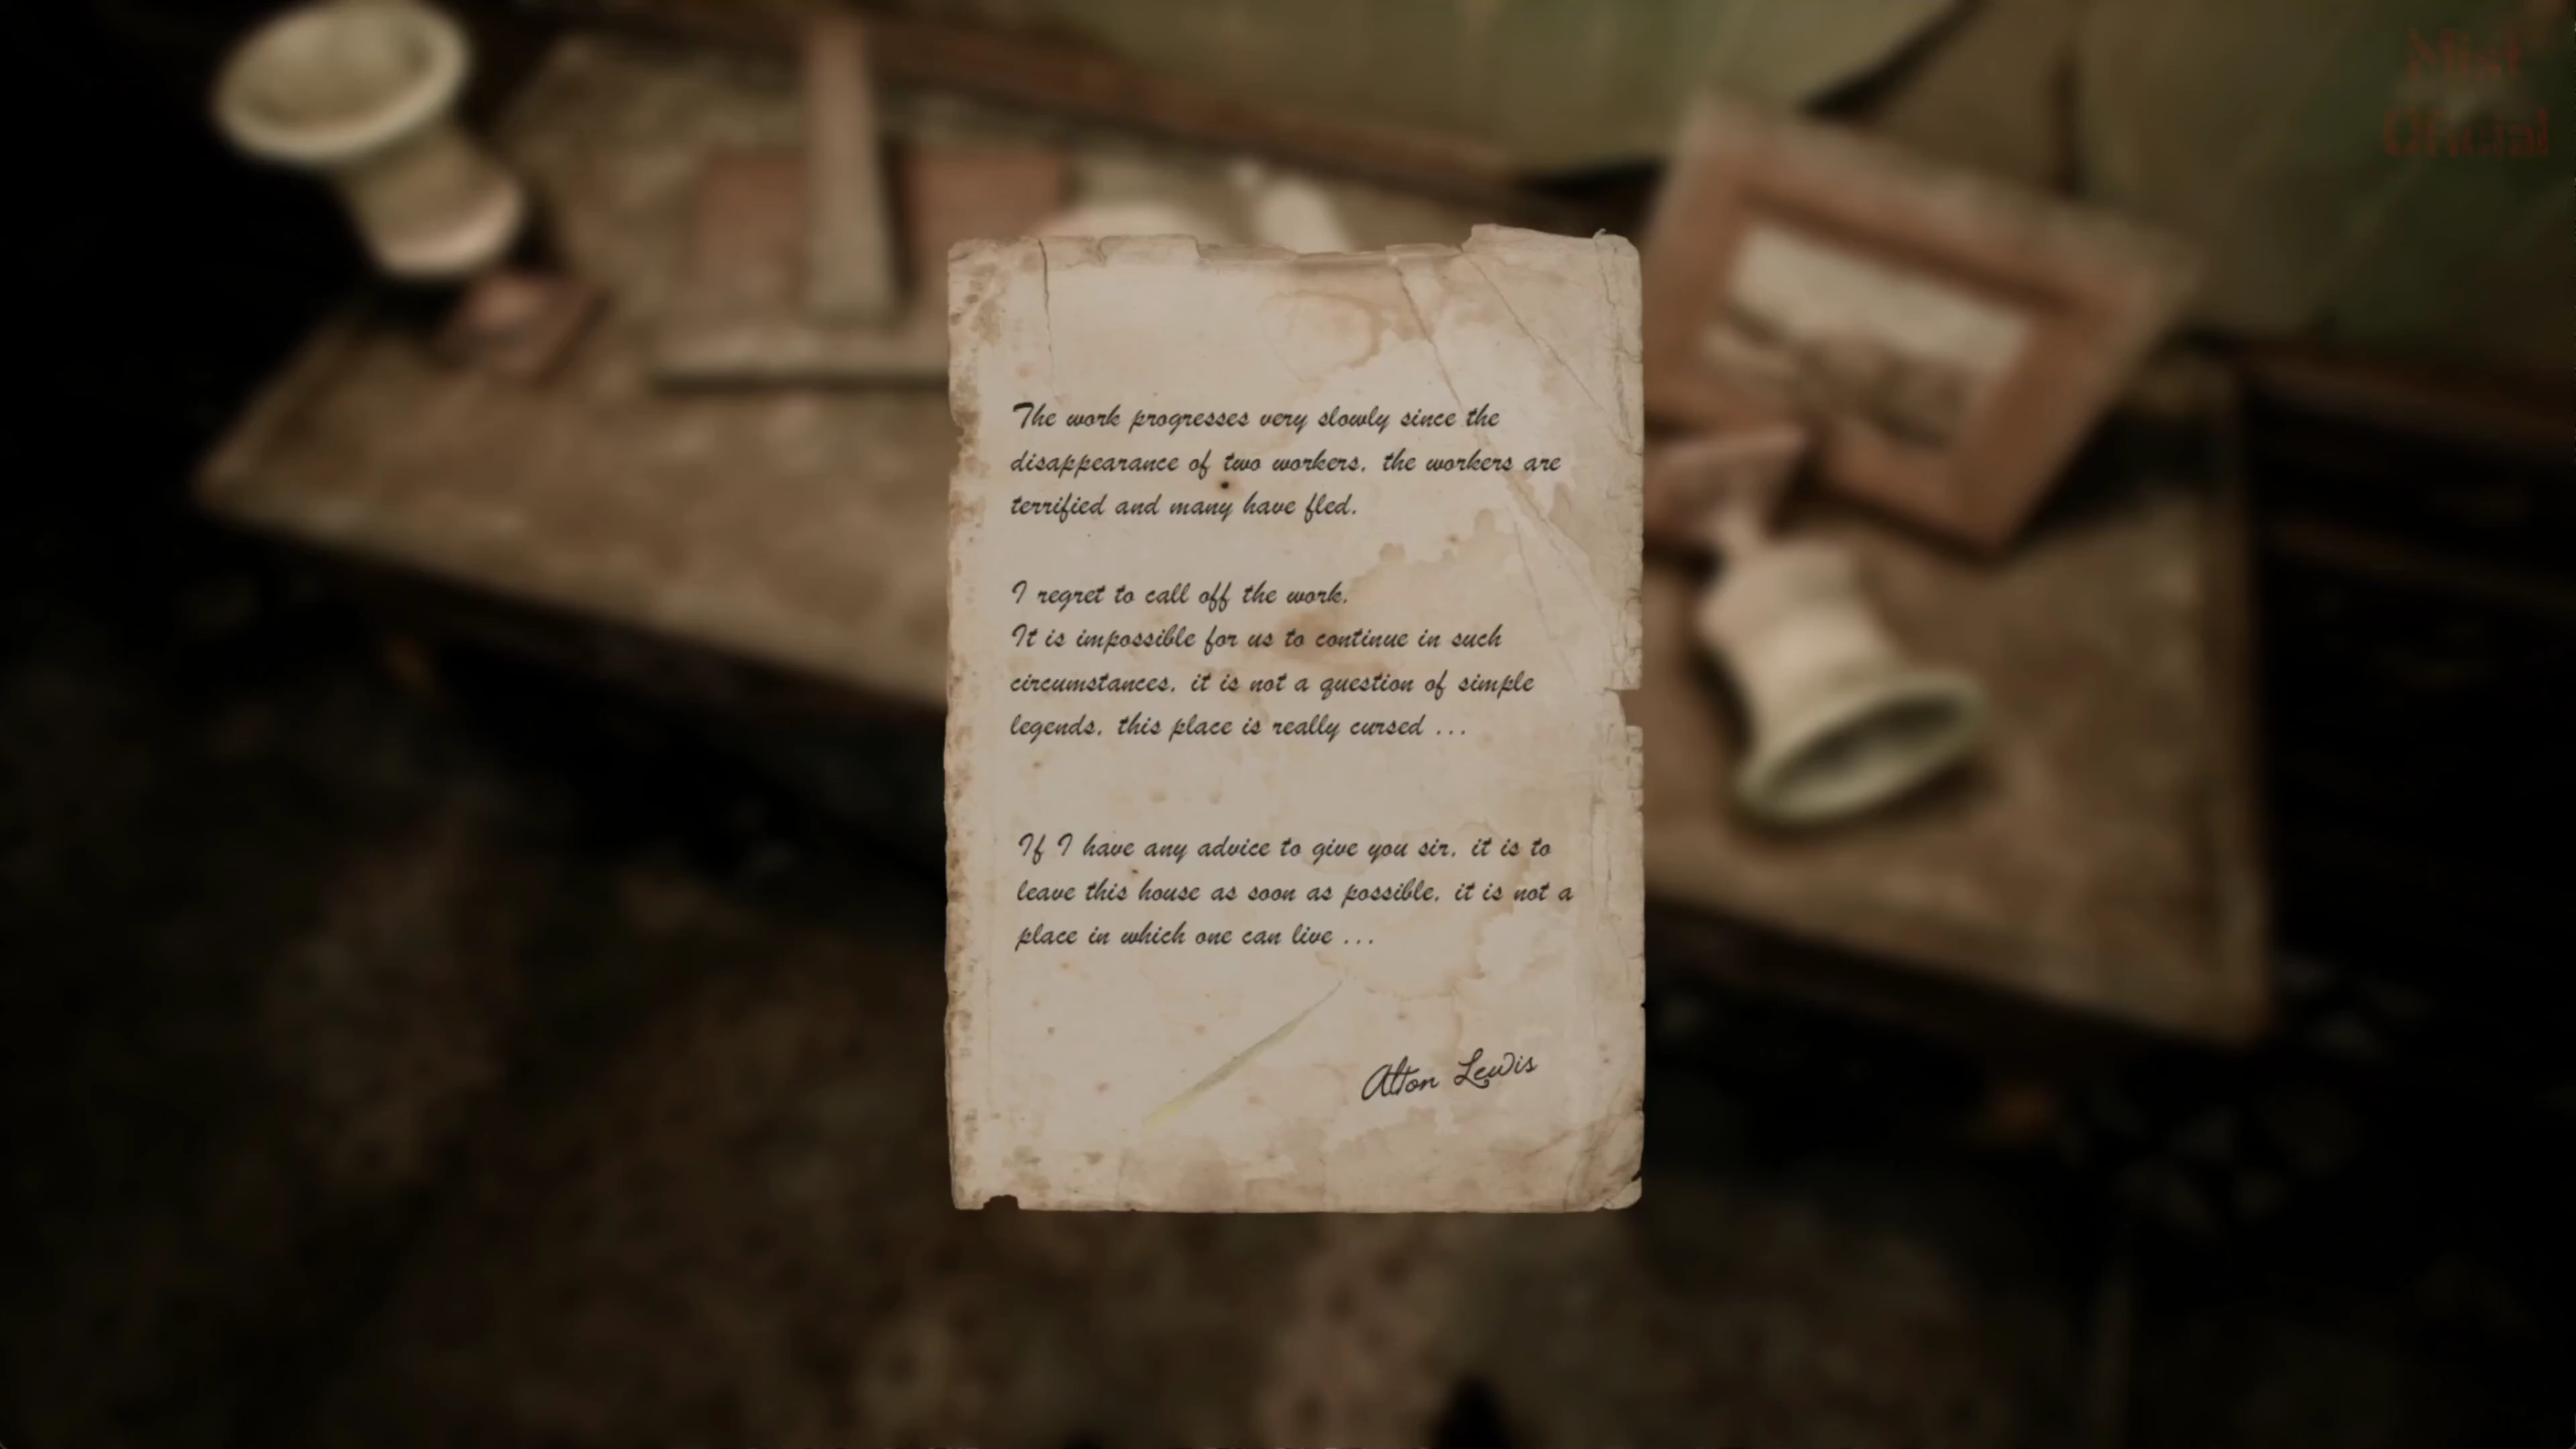 The work progresses very slowly since the
disappearance of two workers, the workers are
terrified and many have fled.
I regret to call off the work.
It is impossible for us to continue in such
circumstances, it is not a question of simple
legends, this place is really cursed ...
If I have any advice to give you sir, it is to
leave this house as soon as possible, it is not a
place in which one can live ...
Alton Lewis